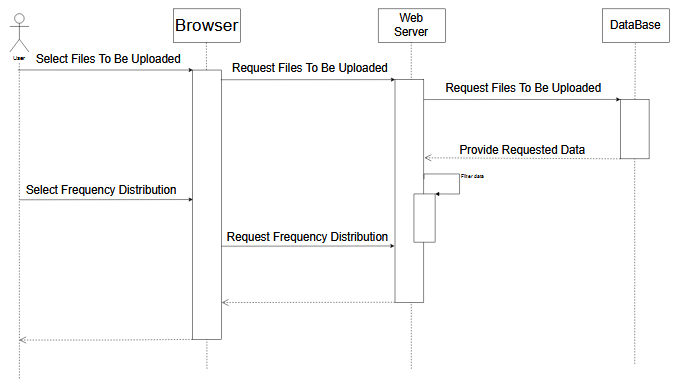 Browser
Web
Server
DataBase
User
Select Files To Be Uploaded
Request Files To Be Uploaded
Request Files To Be Uploaded
Provide Requested Data
Filter data
Select Frequency Distribution
Request Frequency Distribution